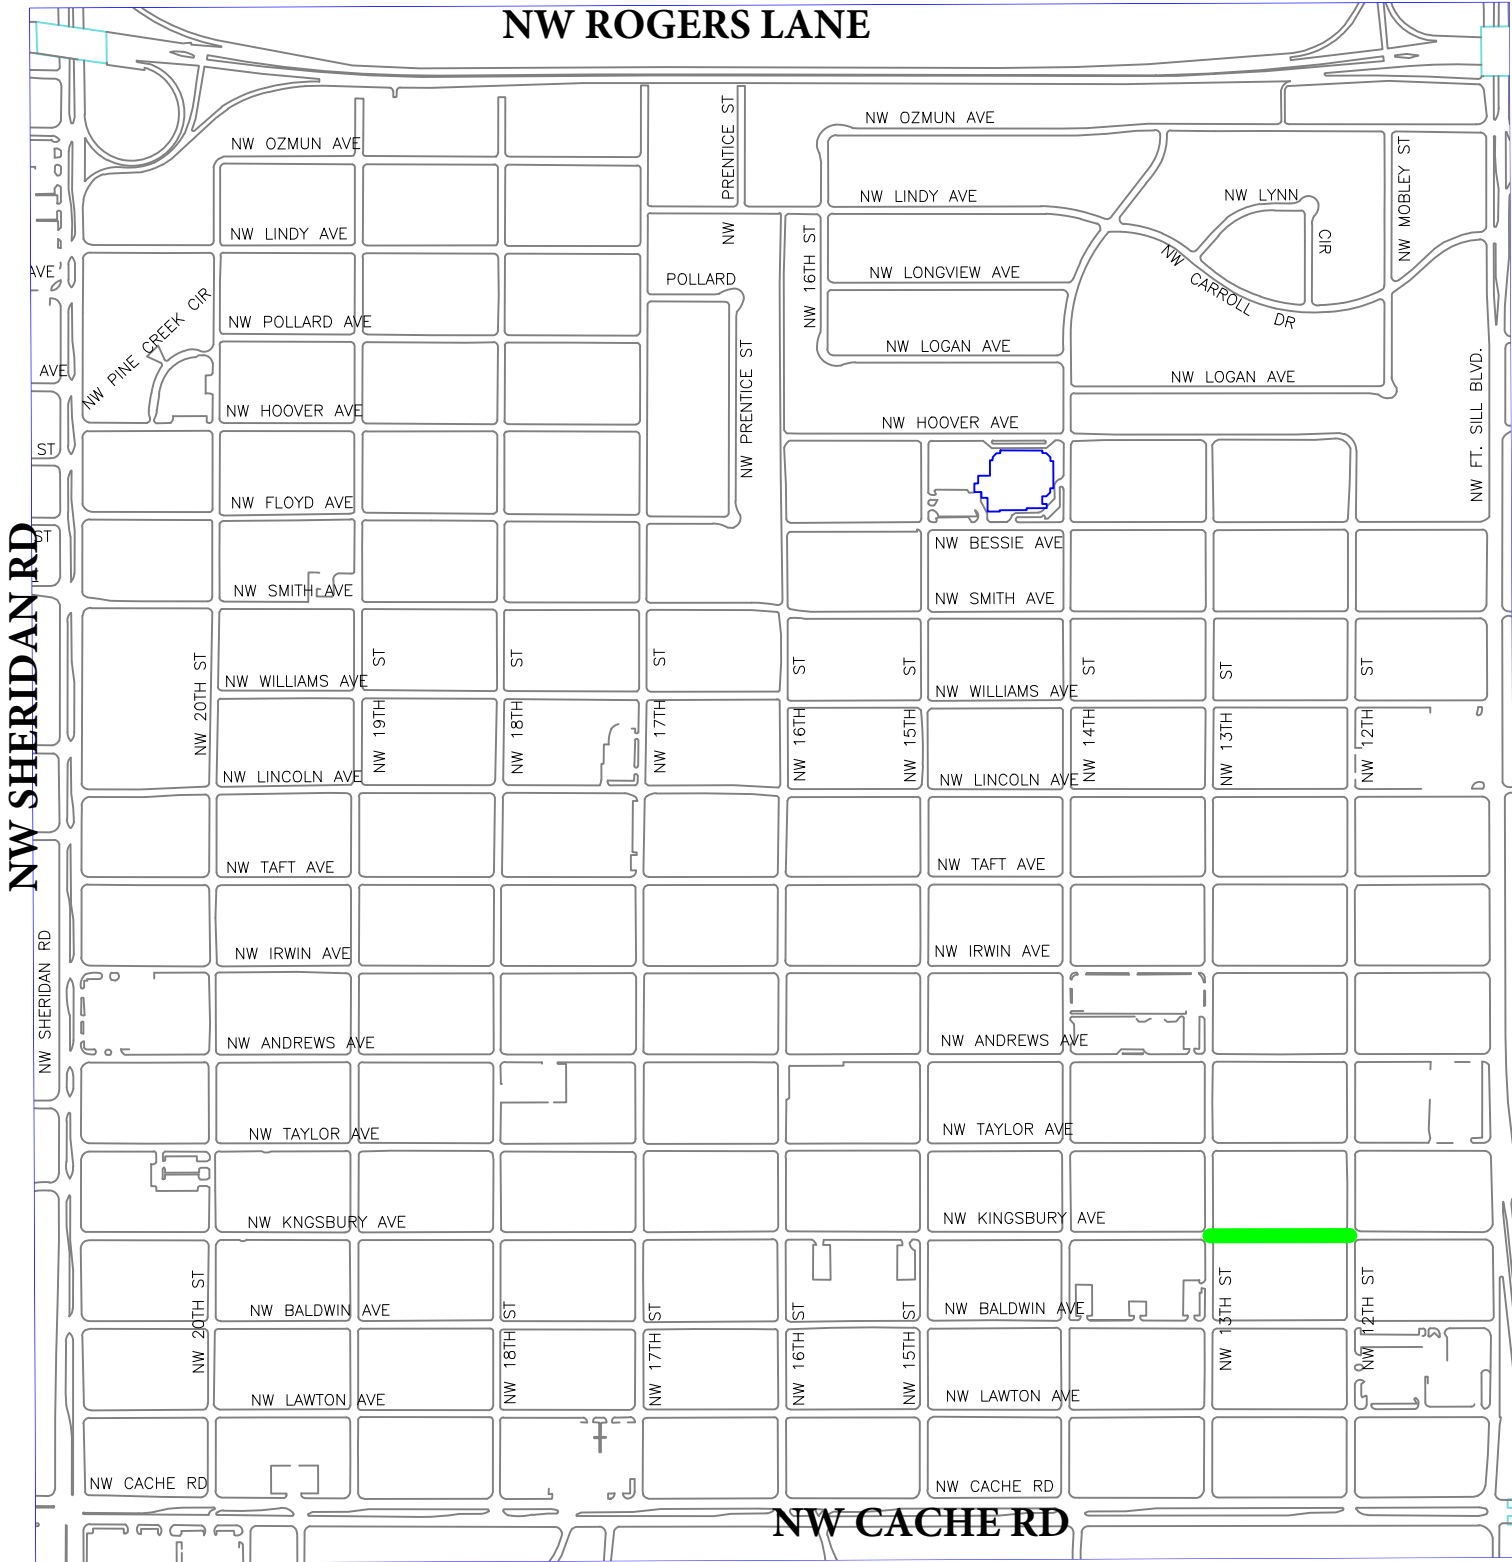 NW ROGERS LANE
NW OZMUN AVE
NW OZMUN AVE
PRENTICE ST
NW
NW LINDY AVE
NW LINDY AVE
NW LYNN
CIR
NW MOBLEY ST
NW 16TH ST
AVE
POLLARD
NW LONGVIEW AVE
NW CARROLL DR
NW PINE CREEK CIR
NW POLLARD AVE
NW PRENTICE ST
NW LOGAN AVE
NW LOGAN AVE
AVE
NW HOOVER AVE
NW HOOVER AVE
NW FT. SILL BLVD.
ST
NW FLOYD AVE
ST
NW BESSIE AVE
NW SMITH AVE
NW SMITH AVE
NW SHERIDAN RD
NW 20TH ST
NW WILLIAMS AVE
NW WILLIAMS AVE
NW 19TH ST
NW 18TH ST
NW 17TH ST
NW 16TH ST
NW 15TH ST
NW 14TH ST
NW 13TH ST
NW 12TH ST
NW LINCOLN AVE
NW LINCOLN AVE
NW TAFT AVE
NW TAFT AVE
NW IRWIN AVE
NW IRWIN AVE
NW SHERIDAN RD
NW ANDREWS AVE
NW ANDREWS AVE
NW TAYLOR AVE
NW TAYLOR AVE
NW KNGSBURY AVE
NW KINGSBURY AVE
NW 20TH ST
NW BALDWIN AVE
NW BALDWIN AVE
NW 18TH ST
NW 17TH ST
NW 16TH ST
NW 15TH ST
NW 13TH ST
NW 12TH ST
NW LAWTON AVE
NW LAWTON AVE
NW CACHE RD
NW CACHE RD
NW CACHE RD